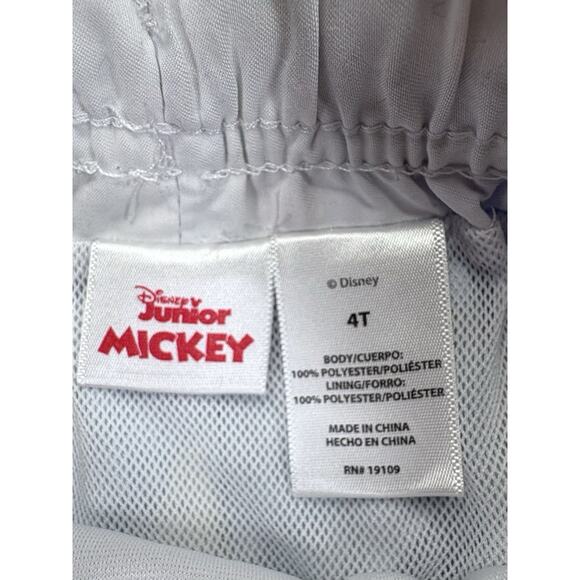 Disney
Junior
MICKEY
© Disney
4T
BODY/CUERPO:
100% POLYESTER/POLIÉSTER
LINING/FORRO:
100% POLYESTER/POLIÉSTER
MADE IN CHINA
HECHO EN CHINA
RN# 19109